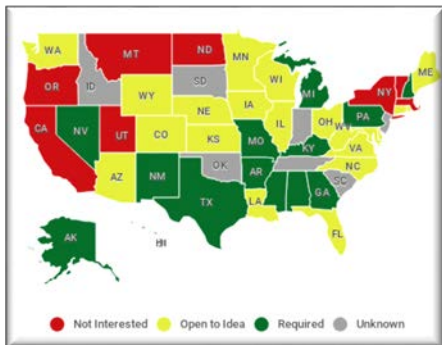 WA
MT
ND
MN
ME
OR
ID
SD
WI
MI
NY
WY
IA
NE
PA
NV
UT
IL
OH
CA
CO
KS
MO
WV
VA
KY
NC
AZ
NM
OK
AR
SC
TX
LA
GA
AK
HI
FL
Not Interested Open to Idea Required Unknown